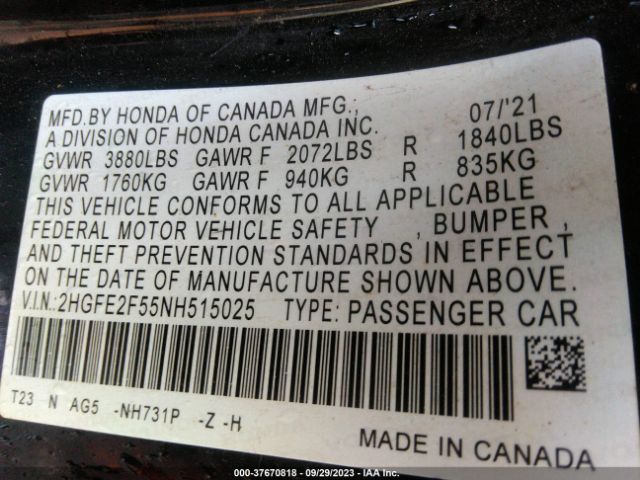 MFD.BY HONDA OF CANADA MFG., 07/'21
A DIVISION OF HONDA CANADA INC.
GVWR 3880LBS GAWR F 2072LBS R 1840LBS
GVWR 1760KG GAWR F 940KG R 835KG
THIS VEHICLE CONFORMS TO ALL APPLICABLE
FEDERAL MOTOR VEHICLE SAFETY , BUMPER ,
AND THEFT PREVENTION STANDARDS IN EFFECT
ON THE DATE OF MANUFACTURE SHOWN ABOVE.
V.I.N.:2HGFE2F55NH515025 TYPE: PASSENGER CAR
T23 N AG5 -NH731P -Z -H
MADE IN CANADA
000-37670818 - 09/29/2023 - IAA Inc.